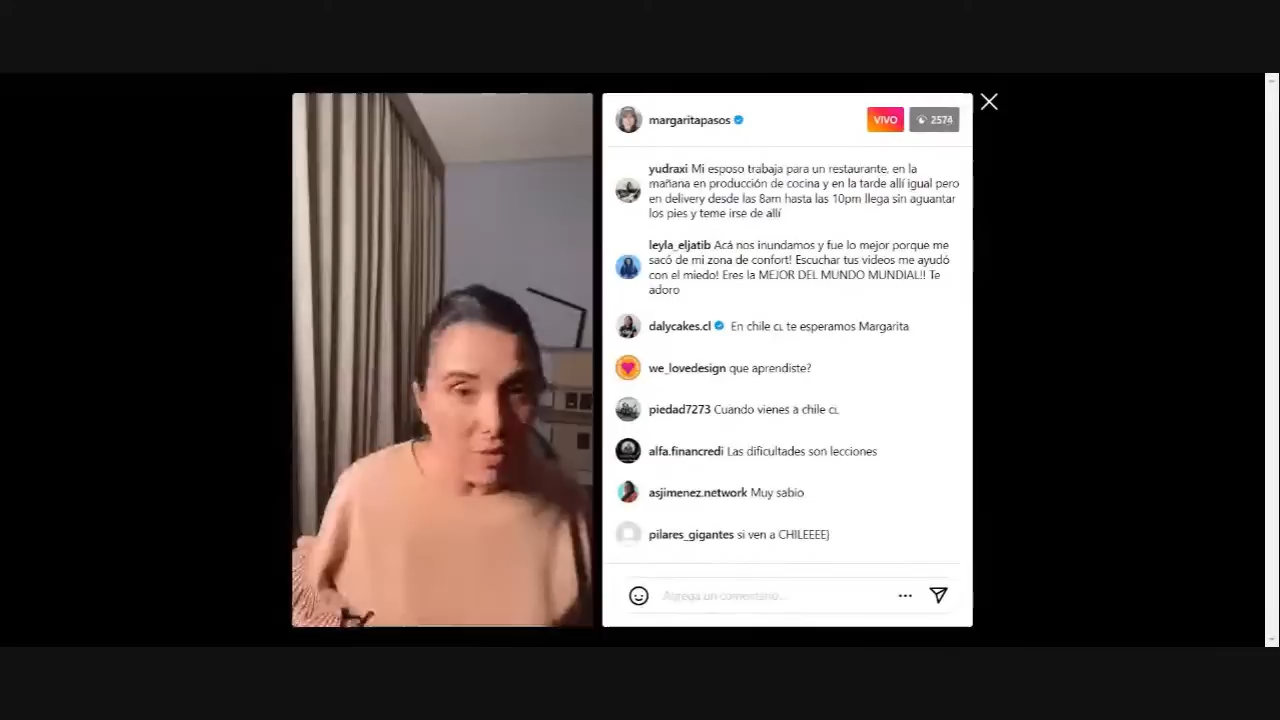 margaritapasos
VIVO
2574
yudraxi Mi esposo trabaja para un restaurante, en la
mañana en producción de cocina y en la tarde allí igual pero
en delivery desde las 8am hasta las 10pm llega sin aguantar
los pies y teme irse de allí
leyla_eljatib Acá nos inundamos y fue lo mejor porque me
sacó de mi zona de confort! Escuchar tus videos me ayudó
con el miedo! Eres la MEJOR DEL MUNDO MUNDIAL!! Te
adoro
dalycakes.cl En chile CL te esperamos Margarita
we_lovedesign que aprendiste?
piedad7273 Cuando vienes a chile CL
alfa.financredi Las dificultades son lecciones
asjimenez.network Muy sabio
pilares_gigantes si ven a CHILEEEE)
Agrega un comentario...